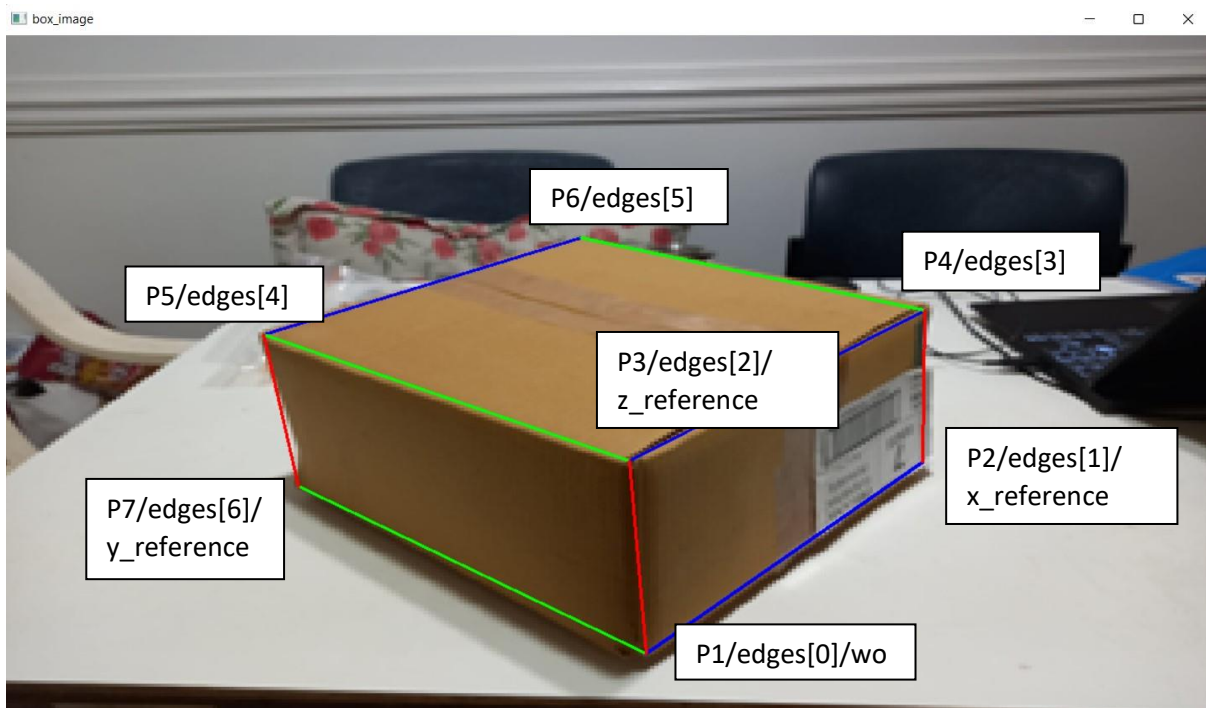 box_image
P6/edges[5]
P4/edges[3]
P5/edges[4]
P3/edges[2]/
z_reference
P2/edges[1]/
x_reference
P7/edges[6]/
y_reference
P1/edges[0]/wo